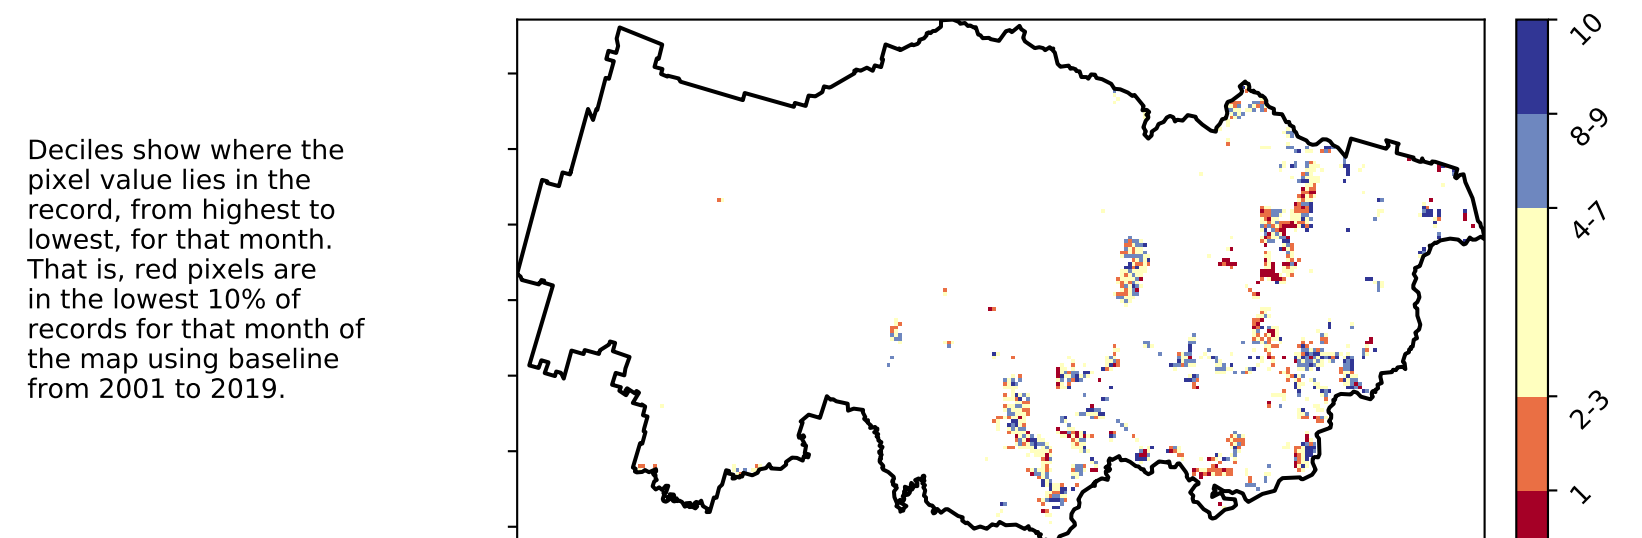 Deciles show where the
pixel value lies in the
record, from highest to
lowest, for that month.
That is, red pixels are
in the lowest 10% of
records for that month of
the map using baseline
from 2001 to 2019.
10
8-9
4-7
2-3
1